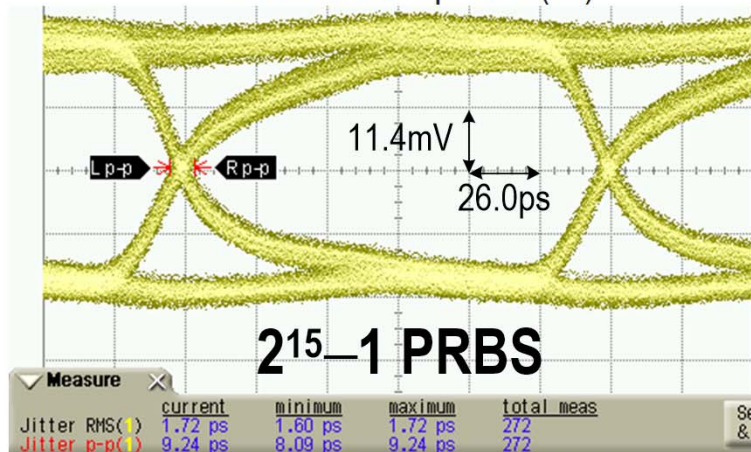 11.4mV
L p-p
R p-p
26.0ps
2¹⁵—1 PRBS
Measure
current minimum maximum total meas
Jitter RMS(1) 1.72 ps 1.60 ps 1.72 ps 272
Jitter p-p(1) 9.24 ps 8.09 ps 9.24 ps 272
&